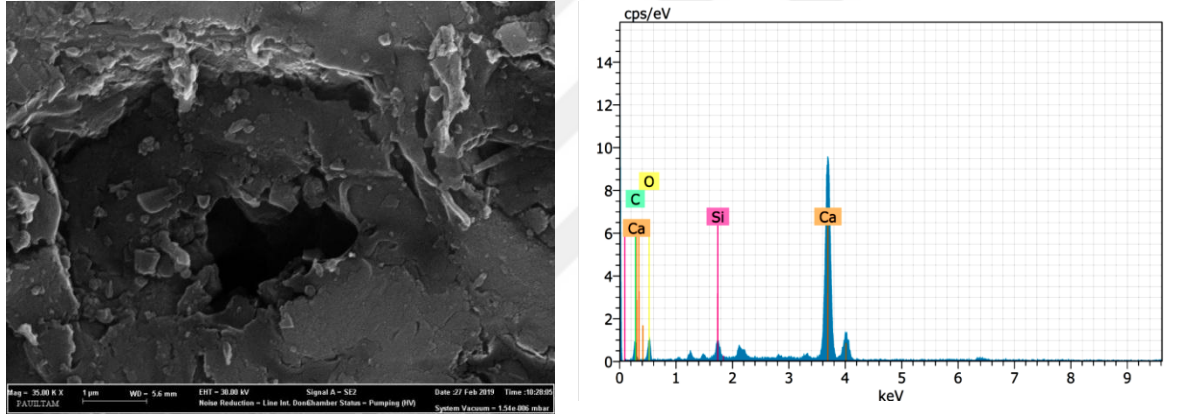 Mag = 35.00 K X 1 µm WD = 5.6 mm EHT = 30.00 kV Signal A = SE2 Date :27 Feb 2019 Time :10:28:05
PAUILTAM Noise Reduction = Line Int. Done Chamber Status = Pumping (HV)
System Vacuum = 1.54e-006 mbar
cps/eV
14
12
10
8
6
4
2
0
O
C
Ca
Si
Ca
0 1 2 3 4 5 6 7 8 9
keV